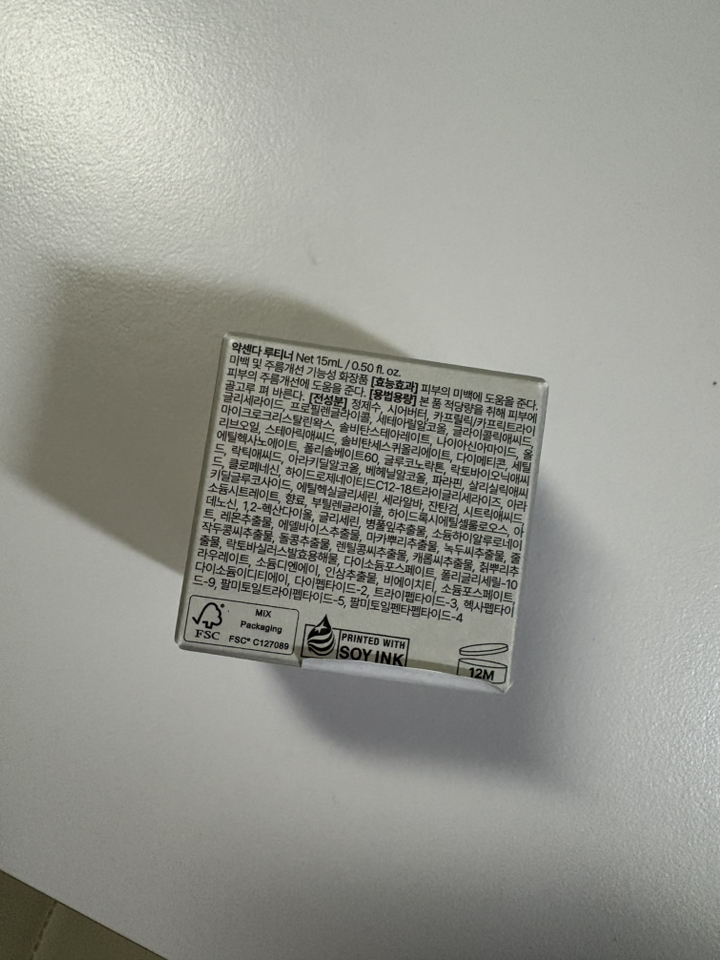 악센다 루티너 Net 15mL / 0.50 fl. oz.
미백 및 주름개선 기능성 화장품 [효능효과] 피부의 미백에 도움을 준다.
피부의 주름개선에 도움을 준다. [용법용량] 본 품 적당량을 취해 피부에
골고루 펴 바른다. [전성분] 정제수, 시어버터, 카프릴릭/카프릭트라이
글리세라이드, 프로필렌글라이콜, 세테아릴알코올, 글라이콜릭애씨드,
마이크로크리스탈린왁스, 솔비탄스테아레이트, 나이아신아마이드, 올
리브오일, 스테아릭애씨드, 솔비탄세스퀴올리에이트, 다이메티콘, 세틸
에틸헥사노에이트, 폴리솔베이트60, 글루코노락톤, 락토바이오닉애씨
드, 락틱애씨드, 아라키딜알코올, 베헤닐알코올, 파라핀, 살리실릭애씨
드, 클로페네신, 하이드로제네이티드C12-18트라이글리세라이즈, 아라
키딜글루코사이드, 에틸헥실글리세린, 세라알바, 잔탄검, 시트릭애씨드,
소듐시트레이트, 향료, 부틸렌글라이콜, 하이드록시에틸셀룰로오스, 아
데노신, 1,2-헥산다이올, 글리세린, 병풀잎추출물, 소듐하이알루로네이
트, 레몬추출물, 에델바이스추출물, 마카뿌리추출물, 녹두씨추출물, 출
작두콩씨추출물, 돌콩추출물, 렌틸콩씨추출물, 캐롭씨추출물, 칡뿌리추
출물, 락토바실러스발효용해물, 다이소듐포스페이트, 폴리글리세릴-10
라우레이트, 소듐디엔에이, 인삼추출물, 비에이치티, 소듐포스페이트,
다이소듐이디티에이, 다이펩타이드-2, 트라이펩타이드-3, 헥사펩타이
드-9, 팔미토일트라이펩타이드-5, 팔미토일펜타펩타이드-4
FSC
MIX
Packaging
FSC® C127089
PRINTED WITH
SOY INK
12M